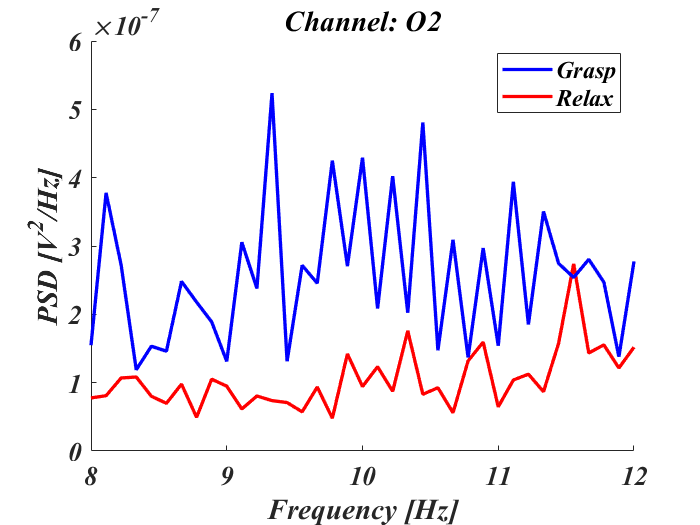 Channel: O2
×10-7
Grasp
Relax
6
5
4
3
2
1
0
PSD [V2/Hz]
8 9 10 11 12
Frequency [Hz]